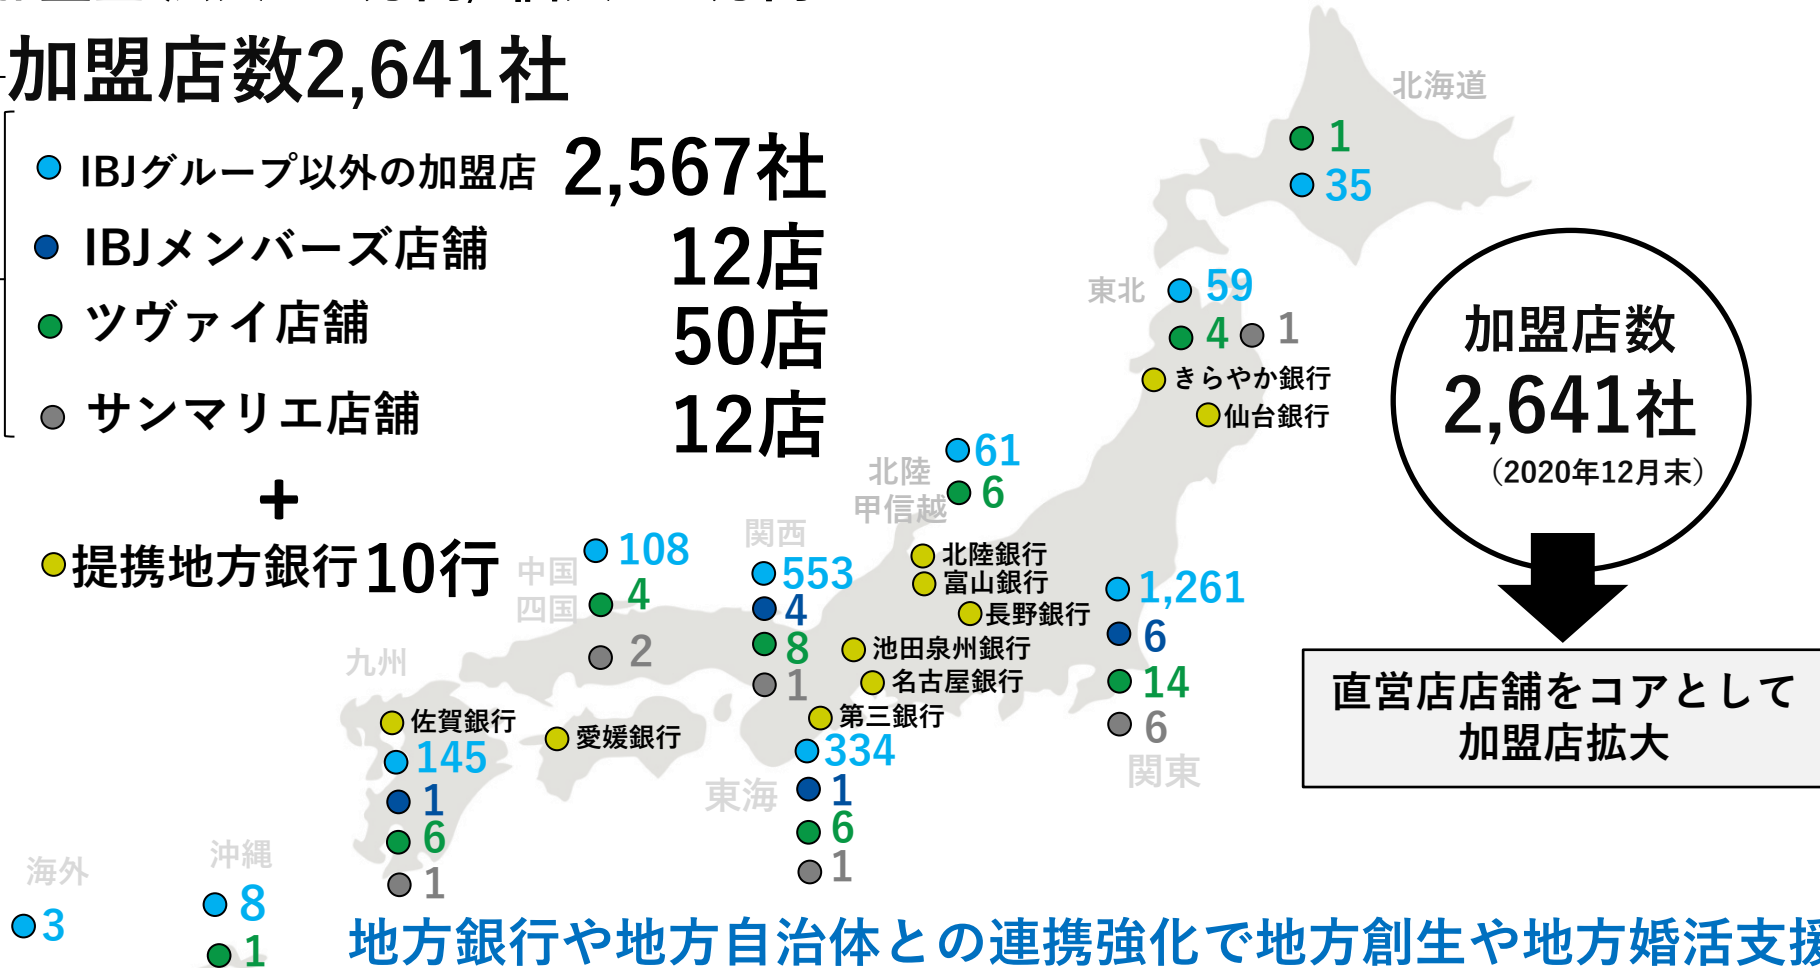 加盟店数2,641社
IBJグループ以外の加盟店 2,567社
IBJメンバーズ店舗 12店
ツヴァイ店舗 50店
サンマリエ店舗 12店
+
提携地方銀行10行
北海道
1
35
東北
59
4
1
きらやか銀行
仙台銀行
北陸
甲信越
61
6
北陸銀行
富山銀行
長野銀行
池田泉州銀行
名古屋銀行
第三銀行
関西
553
4
8
1
中国
四国
108
4
2
関東
1,261
6
14
6
九州
佐賀銀行
145
1
6
1
愛媛銀行
東海
334
1
6
1
沖縄
8
1
海外
3
加盟店数
2,641社
（2020年12月末）
直営店店舗をコアとして
加盟店拡大
地方銀行や地方自治体との連携強化で地方創生や地方婚活支援